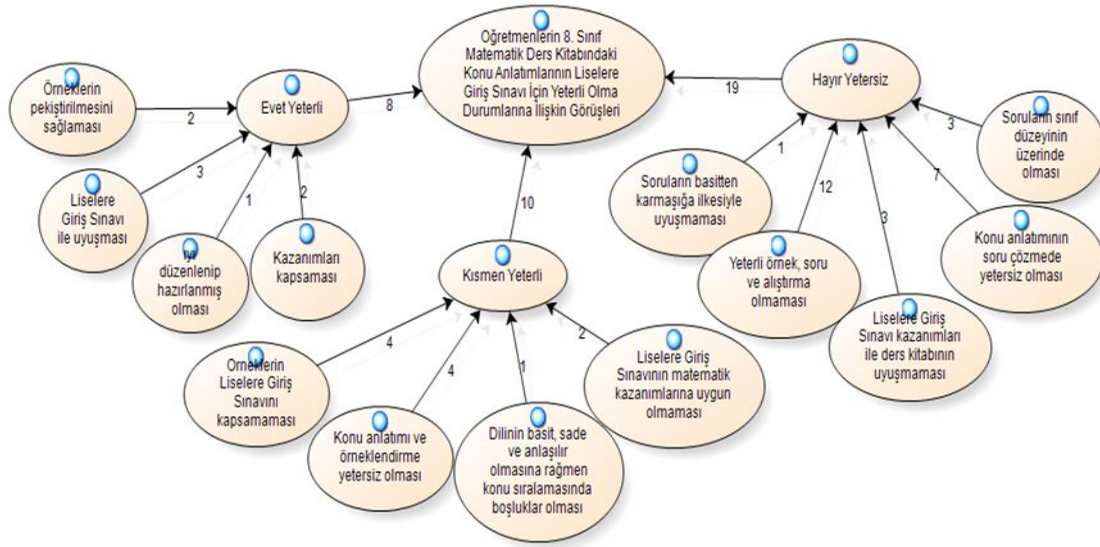 Öğretmenlerin 8. Sınıf
Matematik Ders Kitabındaki
Konu Anlatımlarının Liselere
Giriş Sınavı İçin Yeterli Olma
Durumlarına İlişkin Görüşleri
Evet Yeterli
8
Örneklerin
pekiştirilmesini
sağlaması
2
Liselere
Giriş Sınavı
ile uyuşması
3
İyi
düzenlenip
hazırlanmış
olması
1
Kazanımları
kapsaması
2
Kısmen Yeterli
10
Örneklerin
Liselere Giriş
Sınavını
kapsamaması
4
Konu anlatımı ve
örneklendirme
yetersiz olması
4
Dilinin basit, sade
ve anlaşılır
olmasına rağmen
konu sıralamasında
boşluklar olması
1
Liselere Giriş
Sınavının matematik
kazanımlarına uygun
olmaması
2
Hayır Yetersiz
19
Soruların basitten
karmaşığa ilkesiyle
uyuşmaması
1
Yeterli örnek, soru
ve alıştırma
olmaması
12
Liselere Giriş
Sınavı kazanımları
ile ders kitabının
uyuşmaması
3
Konu anlatımının
soru çözmede
yetersiz olması
7
Soruların sınıf
düzeyinin
üzerinde
olması
3